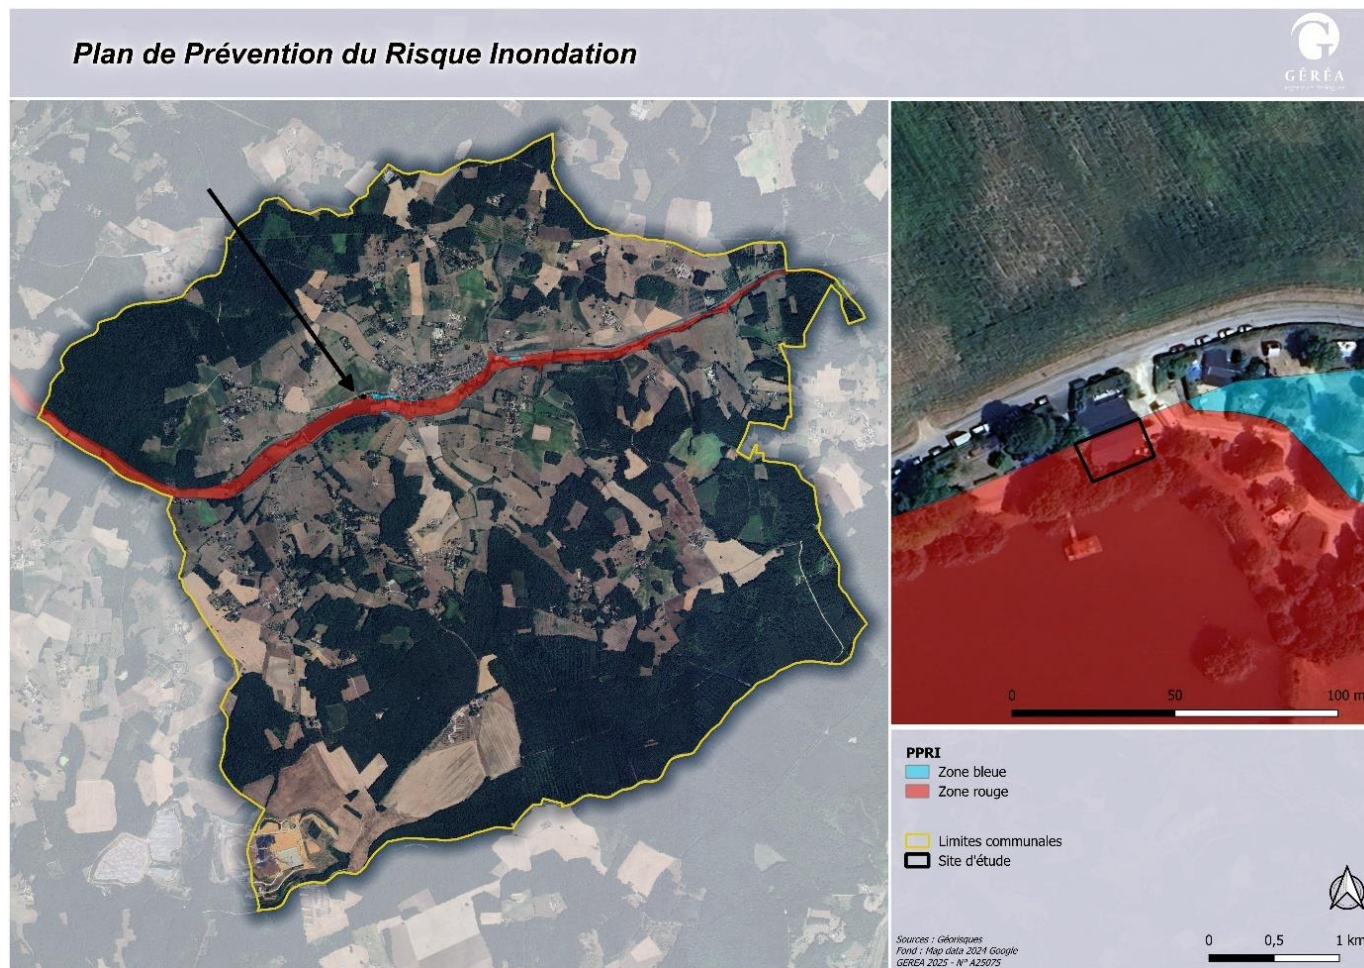 Plan de Prévention du Risque Inondation
GÉRÉA
0 50 100 m
PPRI
Zone bleue
Zone rouge
Limites communales
Site d'étude
Sources : Géorisques
Fond : Map data 2024 Google
GEREA 2025 - N° A25075
0 0,5 1 km